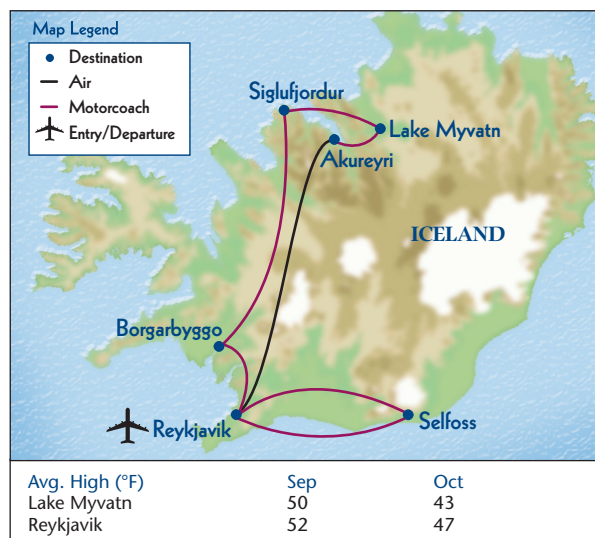 Map Legend
Destination
Air
Motorcoach
Entry/Departure
Siglufjordur
Lake Myvatn
Akureyri
ICELAND
Borgarbyggo
Reykjavik
Selfoss
Avg. High (°F) Sep Oct
Lake Myvatn 50 43
Reykjavik 52 47